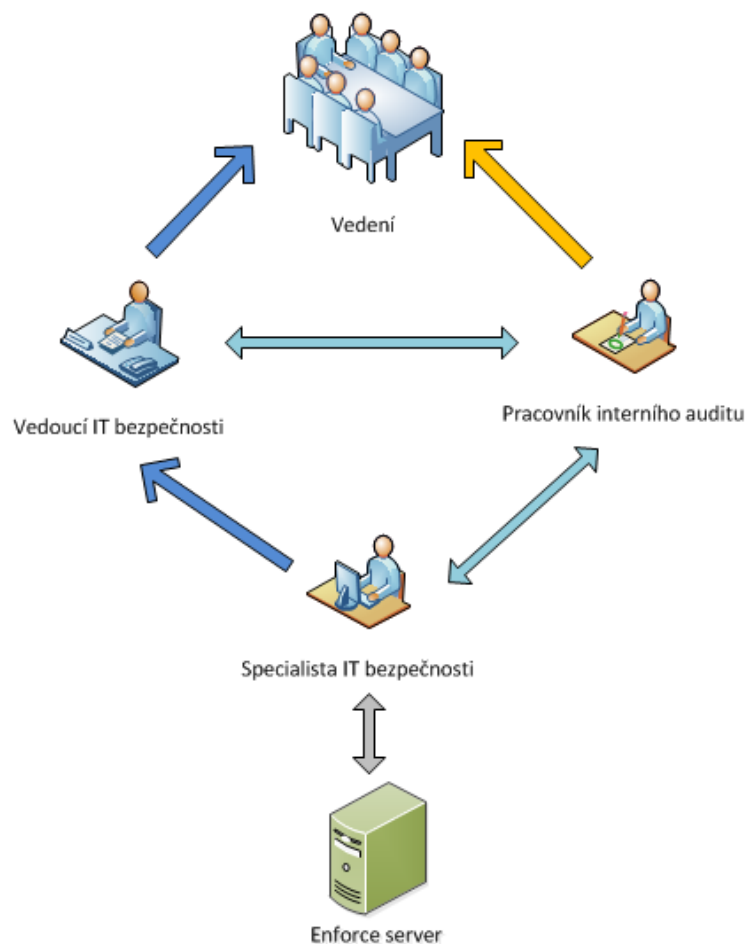 Vedení
Vedoucí IT bezpečnosti
Pracovník interního auditu
Specialista IT bezpečnosti
Enforce server